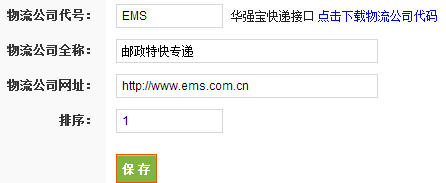 物流公司代号： EMS 华强宝快递接口 点击下载物流公司代码
物流公司全称： 邮政特快专递
物流公司网址： http://www.ems.com.cn
排序： 1
保存